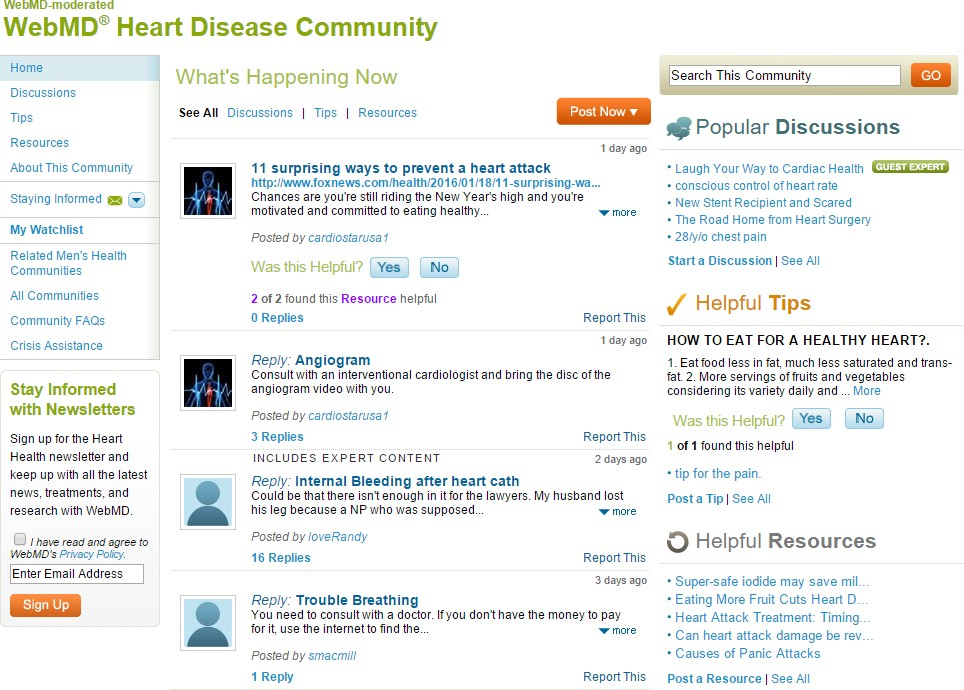 WebMD-moderated
WebMD® Heart Disease Community
Home
Discussions
Tips
Resources
About This Community
Staying Informed
My Watchlist
Related Men's Health
Communities
All Communities
Community FAQs
Crisis Assistance
Stay Informed
with Newsletters
Sign up for the Heart
Health newsletter and
keep up with all the latest
news, treatments, and
research with WebMD.
I have read and agree to
WebMD's Privacy Policy.
Enter Email Address
Sign Up
What's Happening Now
See All Discussions | Tips | Resources
Post Now ▼
1 day ago
11 surprising ways to prevent a heart attack
http://www.foxnews.com/health/2016/01/18/11-surprising-wa...
Chances are you're still riding the New Year's high and you're
motivated and committed to eating healthy...
more
Posted by cardiostarusa1
Was this Helpful? Yes No
2 of 2 found this Resource helpful
0 Replies Report This
1 day ago
Reply: Angiogram
Consult with an interventional cardiologist and bring the disc of the
angiogram video with you.
Posted by cardiostarusa1
3 Replies Report This
INCLUDES EXPERT CONTENT 2 days ago
Reply: Internal Bleeding after heart cath
Could be that there isn't enough in it for the lawyers. My husband lost
his leg because a NP who was supposed...
more
Posted by loveRandy
16 Replies Report This
3 days ago
Reply: Trouble Breathing
You need to consult with a doctor. If you don't have the money to pay
for it, use the internet to find the...
more
Posted by smacmill
1 Reply Report This
Search This Community GO
Popular Discussions
• Laugh Your Way to Cardiac Health GUEST EXPERT
• conscious control of heart rate
• New Stent Recipient and Scared
• The Road Home from Heart Surgery
• 28/y/o chest pain
Start a Discussion | See All
Helpful Tips
HOW TO EAT FOR A HEALTHY HEART?.
1. Eat food less in fat, much less saturated and trans-
fat. 2. More servings of fruits and vegetables
considering its variety daily and ... More
Was this Helpful? Yes No
1 of 1 found this helpful
• tip for the pain.
Post a Tip | See All
Helpful Resources
• Super-safe iodide may save mil...
• Eating More Fruit Cuts Heart D...
• Heart Attack Treatment: Timing...
• Can heart attack damage be rev...
• Causes of Panic Attacks
Post a Resource | See All